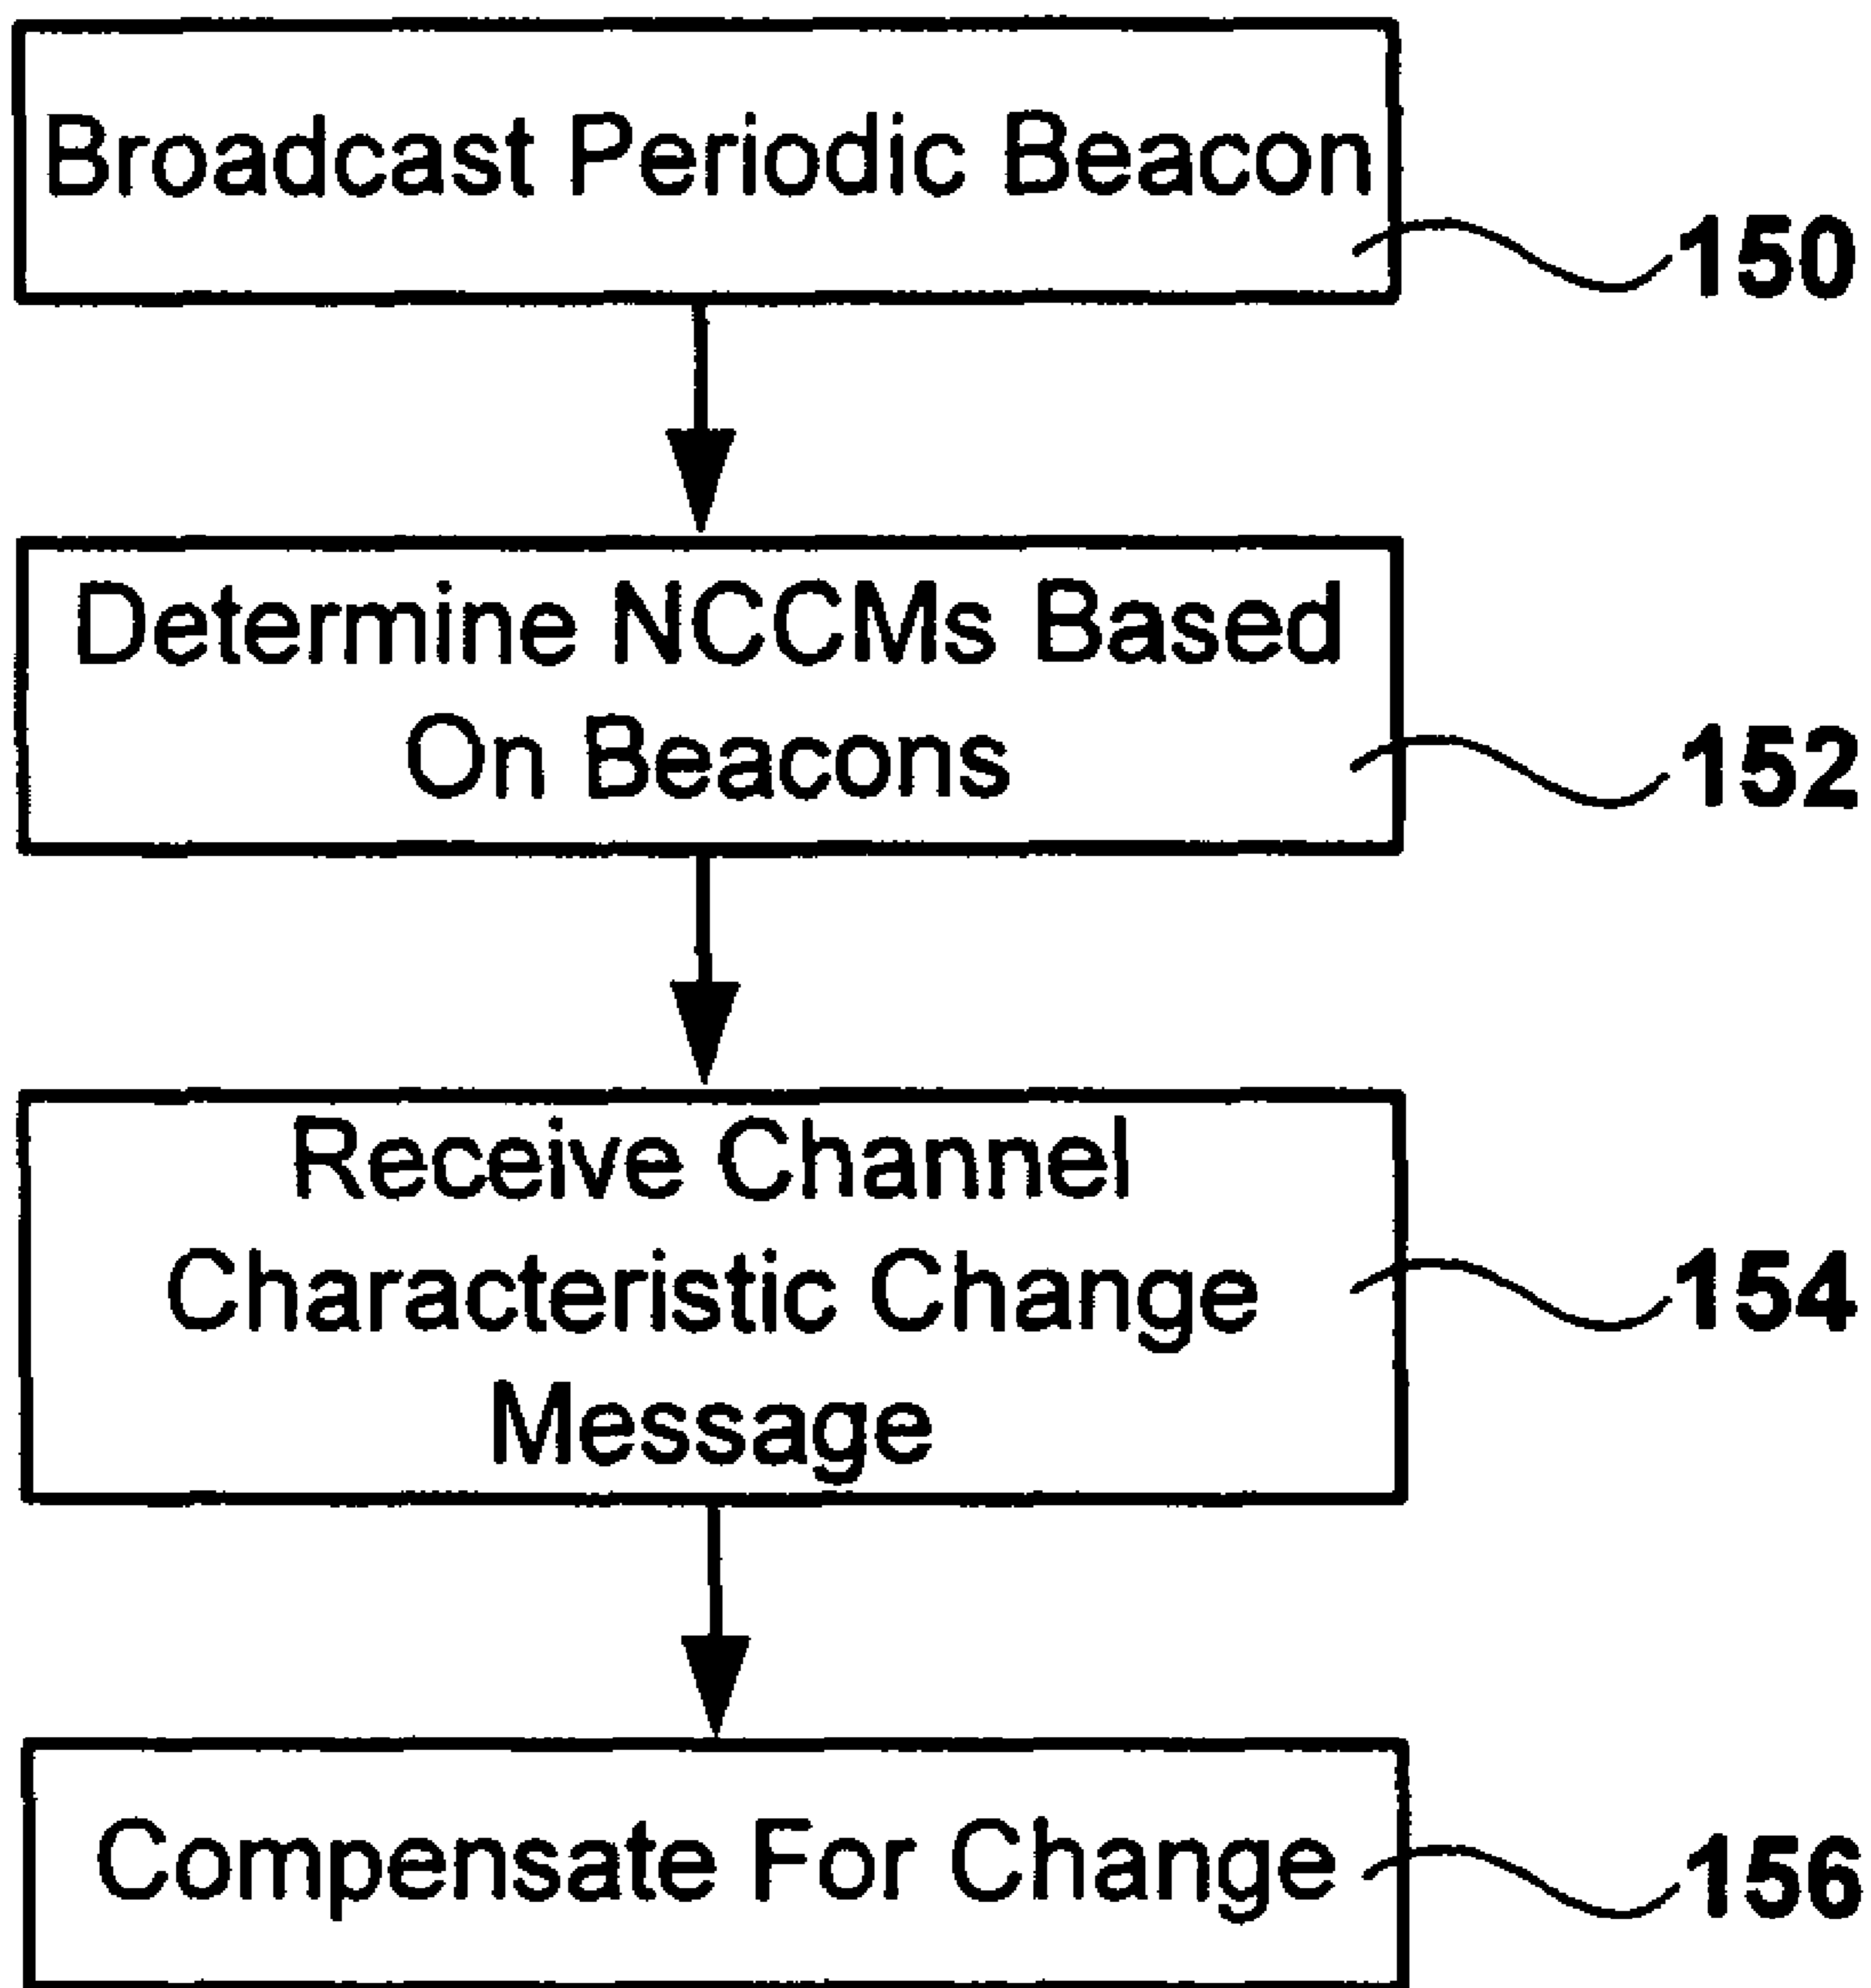 Broadcast Periodic Beacon
150
Determine NCCMs Based
On Beacons
152
Receive Channel
Characteristic Change
Message
154
Compensate For Change
156